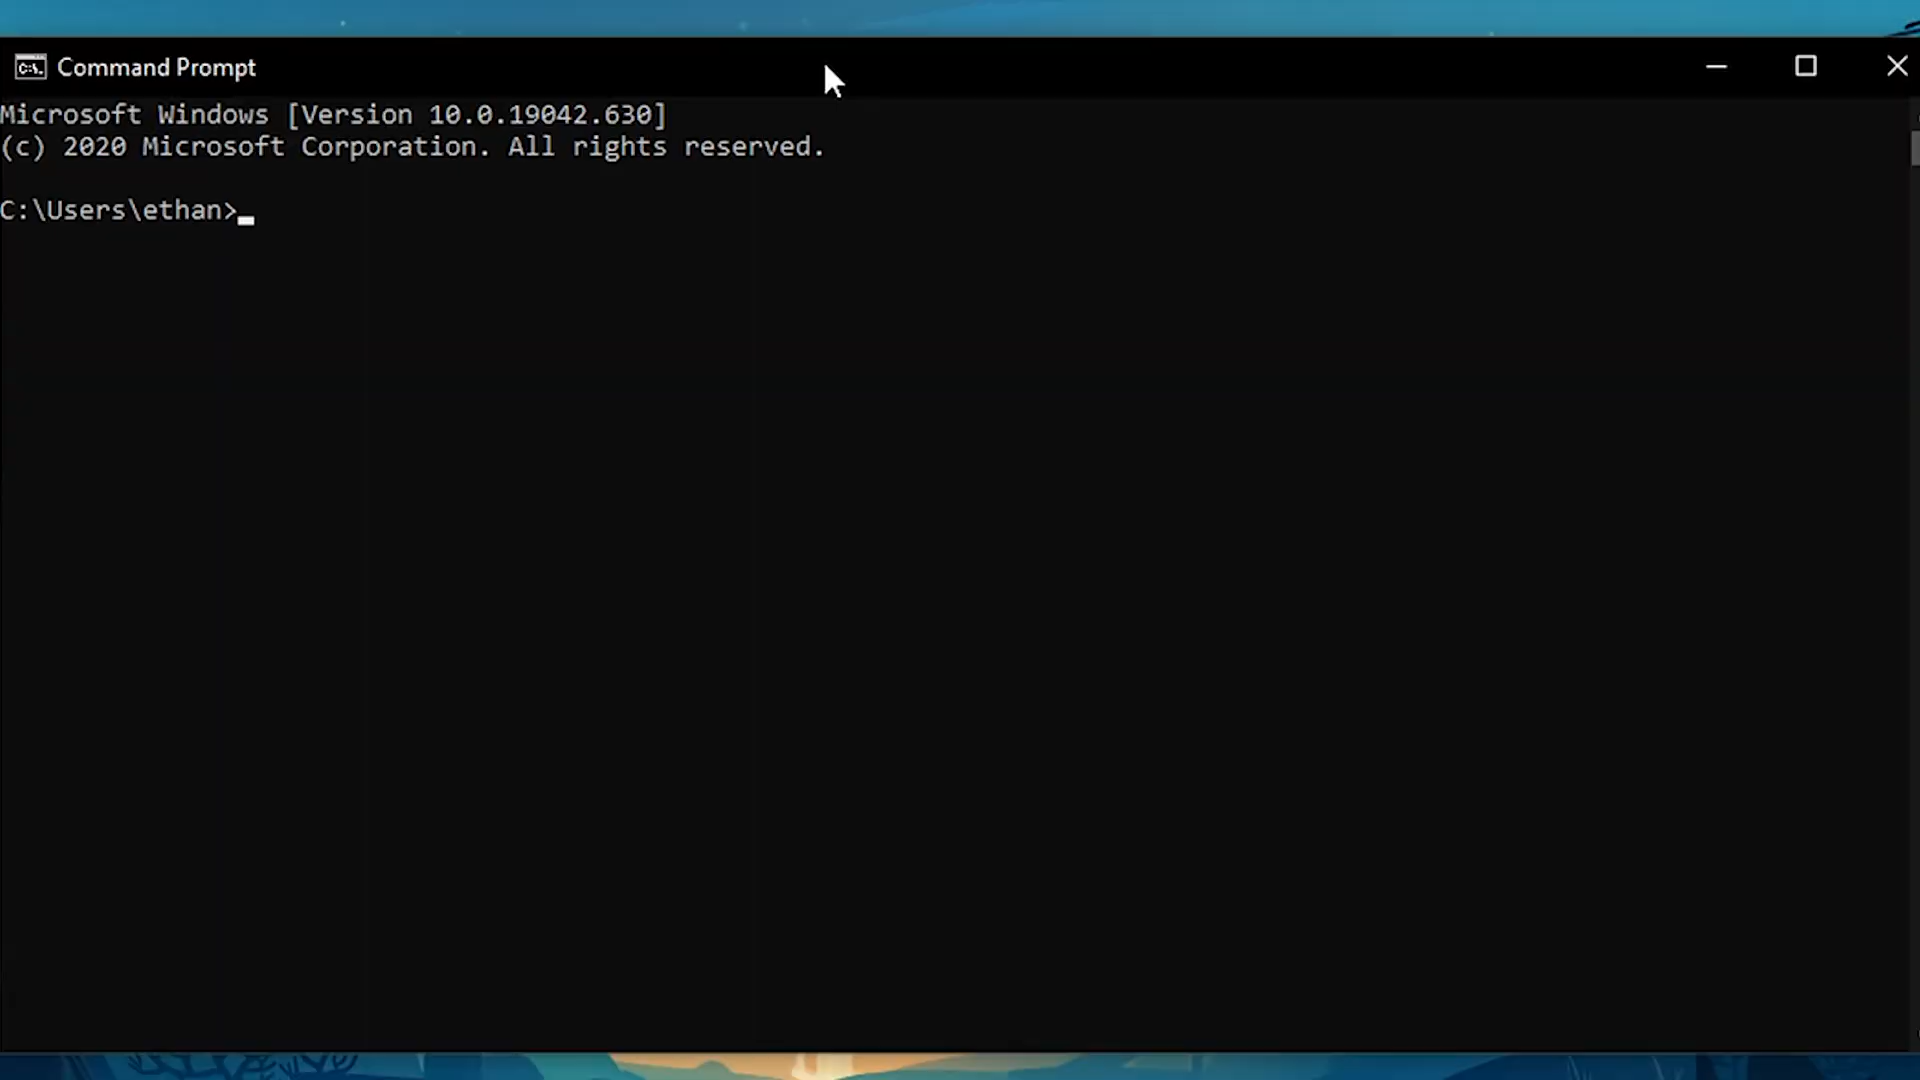 Command Prompt
Microsoft Windows [Version 10.0.19042.630]
(c) 2020 Microsoft Corporation. All rights reserved.
C:\Users\ethan>